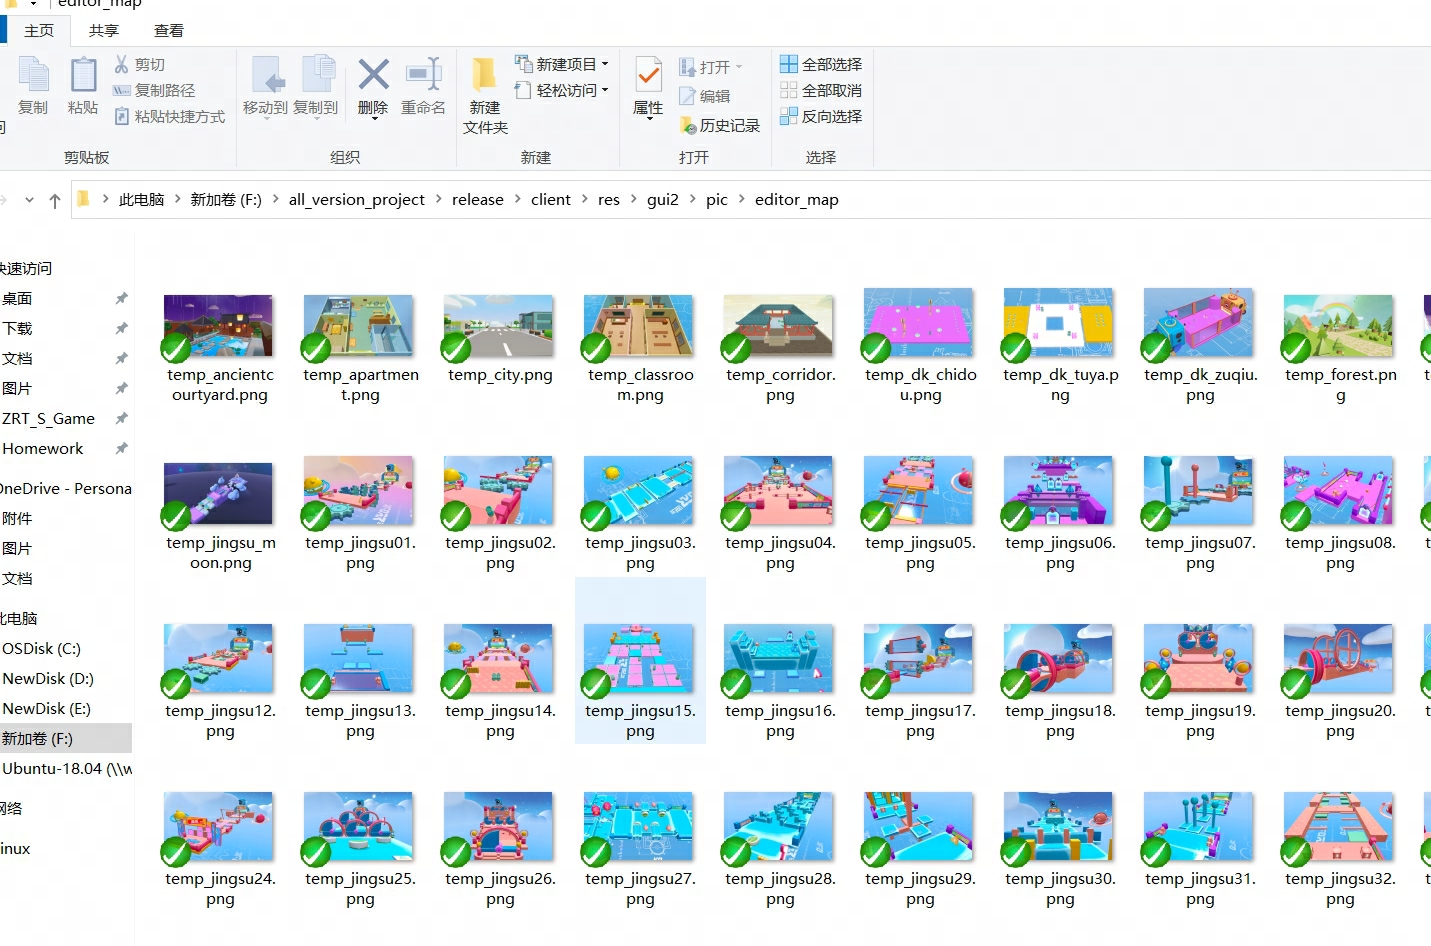 editor_map
主页 共享 查看
复制 粘贴 剪切 复制路径 粘贴快捷方式
剪贴板
移动到 复制到 删除 重命名
组织
新建文件夹 新建项目 轻松访问
新建
属性 打开 编辑 历史记录
打开
全部选择 全部取消 反向选择
选择
此电脑 新加卷 (F:) all_version_project release client res gui2 pic editor_map
快速访问
桌面
下载
文档
图片
ZRT_S_Game
Homework
OneDrive - Persona
附件
图片
文档
此电脑
OSDisk (C:)
NewDisk (D:)
NewDisk (E:)
新加卷 (F:)
Ubuntu-18.04 (\\w
网络
inux
temp_ancientcourtyard.png
temp_apartment.png
temp_city.png
temp_classroom.png
temp_corridor.png
temp_dk_chidou.png
temp_dk_tuya.png
temp_dk_zuqiu.png
temp_forest.png
temp_jingsu_moon.png
temp_jingsu01.png
temp_jingsu02.png
temp_jingsu03.png
temp_jingsu04.png
temp_jingsu05.png
temp_jingsu06.png
temp_jingsu07.png
temp_jingsu08.png
temp_jingsu12.png
temp_jingsu13.png
temp_jingsu14.png
temp_jingsu15.png
temp_jingsu16.png
temp_jingsu17.png
temp_jingsu18.png
temp_jingsu19.png
temp_jingsu20.png
temp_jingsu24.png
temp_jingsu25.png
temp_jingsu26.png
temp_jingsu27.png
temp_jingsu28.png
temp_jingsu29.png
temp_jingsu30.png
temp_jingsu31.png
temp_jingsu32.png